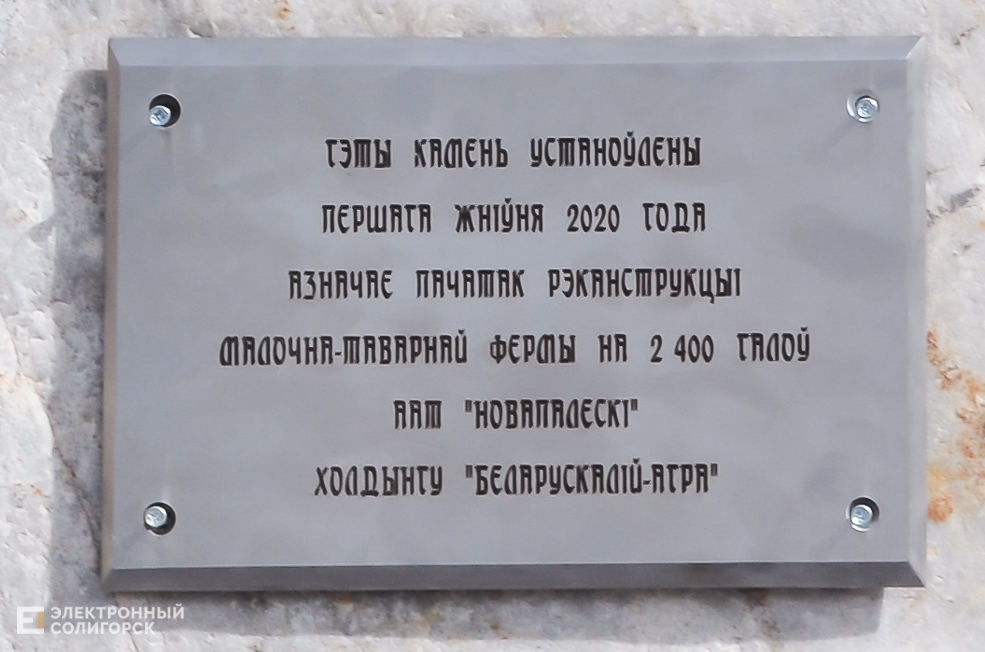 ГЭТЫ КАМЕНЬ УСТАНОЎЛЕНЫ
ПЕРШАГА ЖНІЎНЯ 2020 ГОДА
АЗНАЧАЕ ПАЧАТАК РЭКАНСТРУКЦЫІ
МАЛОЧНА-ТАВАРНАЙ ФЕРМЫ НА 2 400 ГАЛОЎ
ААТ "НОВАПАЛЕСКІ"
ХОЛДЫНГУ "БЕЛАРУСКАЛІЙ-АГРА"
ЭЛЕКТРОННЫЙ
СОЛИГОРСК